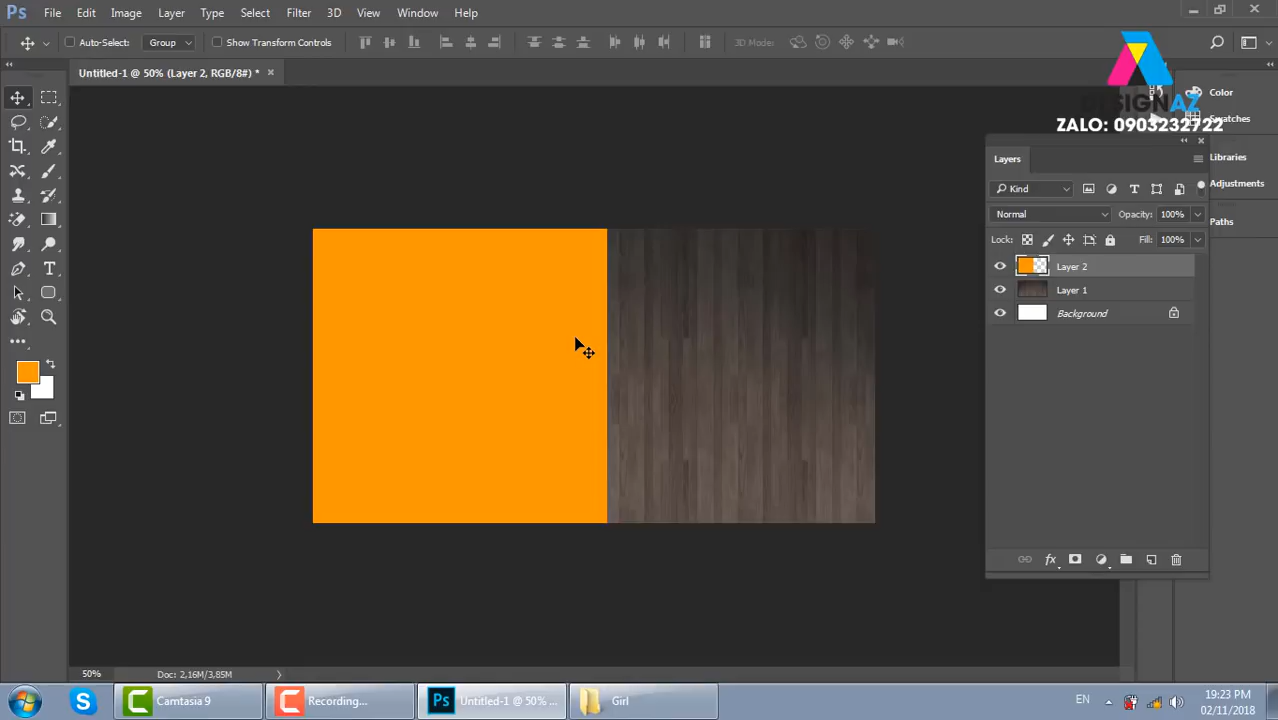 Ps File Edit Image Layer Type Select Filter 3D View Window Help
Auto-Select: Group Show Transform Controls 3D Mode:
Untitled-1 @ 50% (Layer 2, RGB/8#) * ×
DESIGNAZ
ZALO: 0903232722
Color
Swatches
Libraries
Adjustments
Paths
Layers
Kind
Normal Opacity: 100%
Lock: Fill: 100%
Layer 2
Layer 1
Background
fx
50% Doc: 2,16M/3,85M
Camtasia 9 Recording... Ps Untitled-1 @ 50% ... Girl EN 19:23 PM
02/11/2018